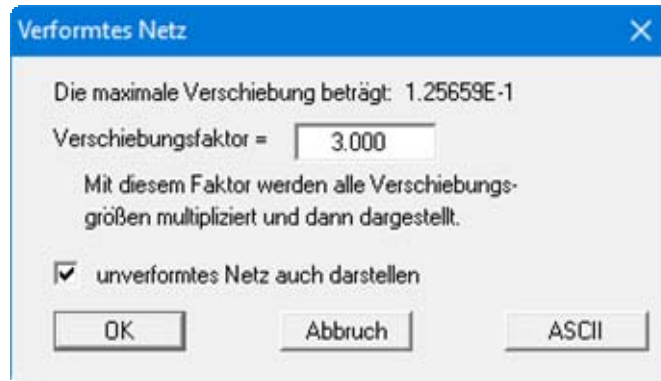 Verformtes Netz
Die maximale Verschiebung beträgt: 1.25659E-1
Verschiebungsfaktor = 3.000
Mit diesem Faktor werden alle Verschiebungs-
größen multipliziert und dann dargestellt.
unverformtes Netz auch darstellen
OK Abbruch ASCII